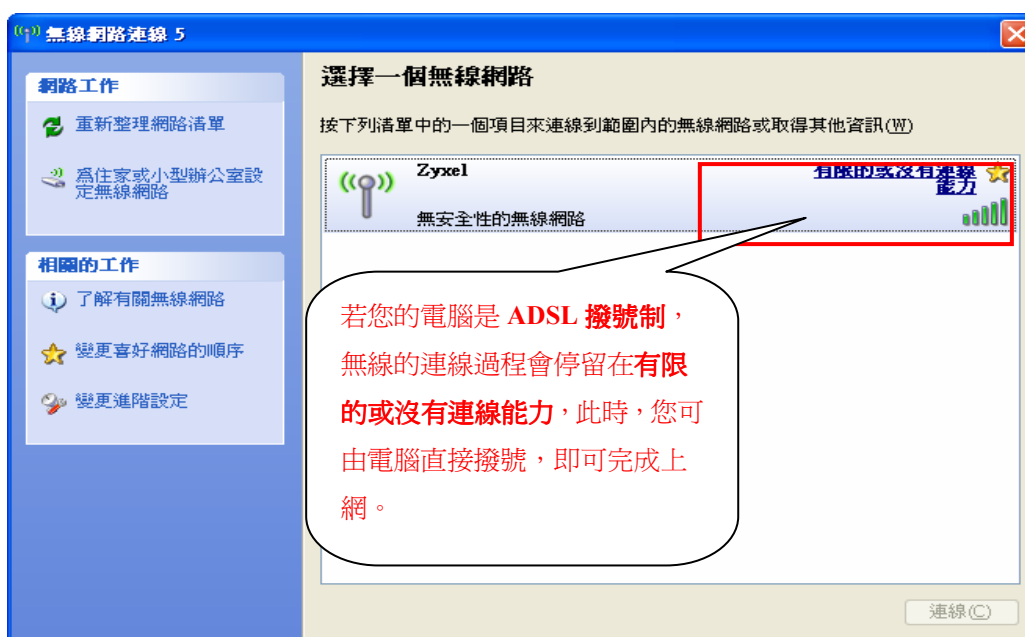 無線網路連線 5
網路工作
重新整理網路清單
為住家或小型辦公室設
定無線網路
相關的工作
了解有關無線網路
變更喜好網路的順序
變更進階設定
選擇一個無線網路
按下列清單中的一個項目來連線到範圍內的無線網路或取得其他資訊(W)
Zyxel
有限的或沒有連線
能力
無安全性的無線網路
若您的電腦是 ADSL 撥號制，
無線的連線過程會停留在有限
的或沒有連線能力，此時，您可
由電腦直接撥號，即可完成上
網。
連線(C)